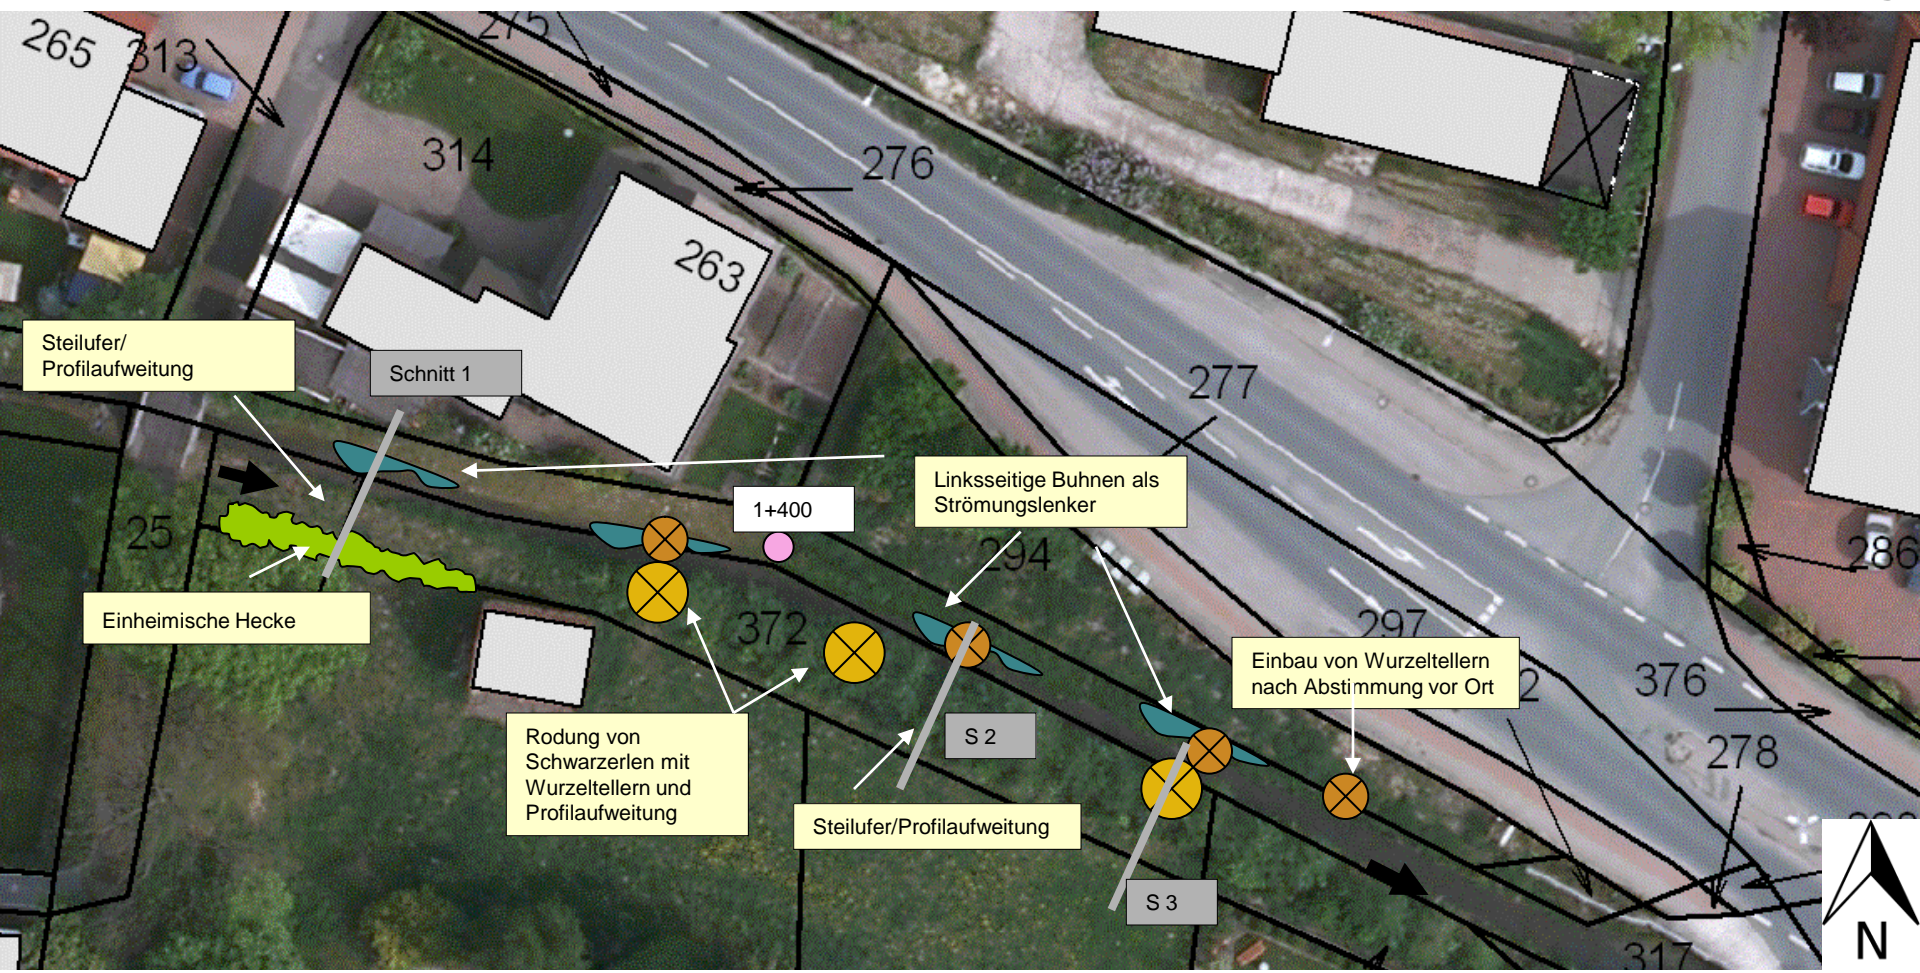 265
313
275
314
276
263
277
Steilufer/
Profilaufweitung
Schnitt 1
1+400
Linksseitige Buhnen als
Strömungslenker
25
294
286
Einheimische Hecke
372
297
Einbau von Wurzeltellern
nach Abstimmung vor Ort
2
376
Rodung von
Schwarzerlen mit
Wurzeltellern und
Profilaufweitung
S 2
278
Steilufer/Profilaufweitung
S 3
317
N